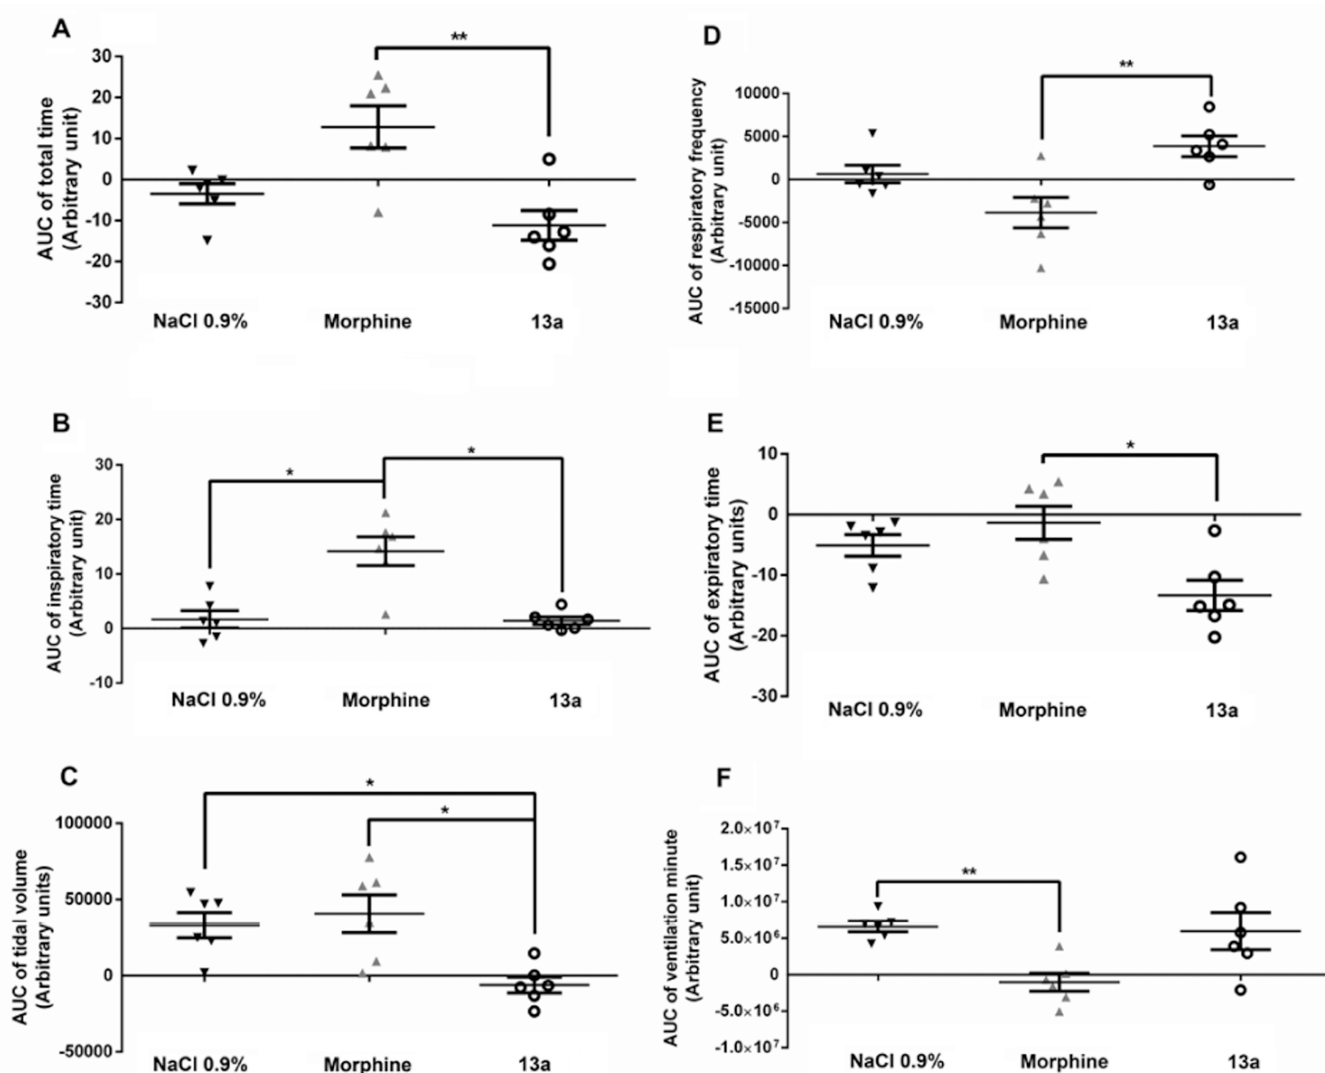 A
AUC of total time
(Arbitrary unit)
30
20
10
0
-10
-20
-30
**
NaCl 0.9%
Morphine
13a
D
AUC of respiratory frequency
(Arbitrary unit)
10000
5000
0
-5000
-10000
-15000
**
NaCl 0.9%
Morphine
13a
B
AUC of inspiratory time
(Arbitrary unit)
30
20
10
0
-10
*
*
NaCl 0.9%
Morphine
13a
E
AUC of expiratory time
(Arbitrary units)
10
0
-10
-20
-30
*
NaCl 0.9%
Morphine
13a
C
AUC of tidal volume
(Arbitrary units)
100000
50000
0
-50000
*
*
NaCl 0.9%
Morphine
13a
F
AUC of ventilation minute
(Arbitrary unit)
2.0×10⁷
1.5×10⁷
1.0×10⁷
5.0×10⁶
0
-5.0×10⁶
-1.0×10⁷
**
NaCl 0.9%
Morphine
13a